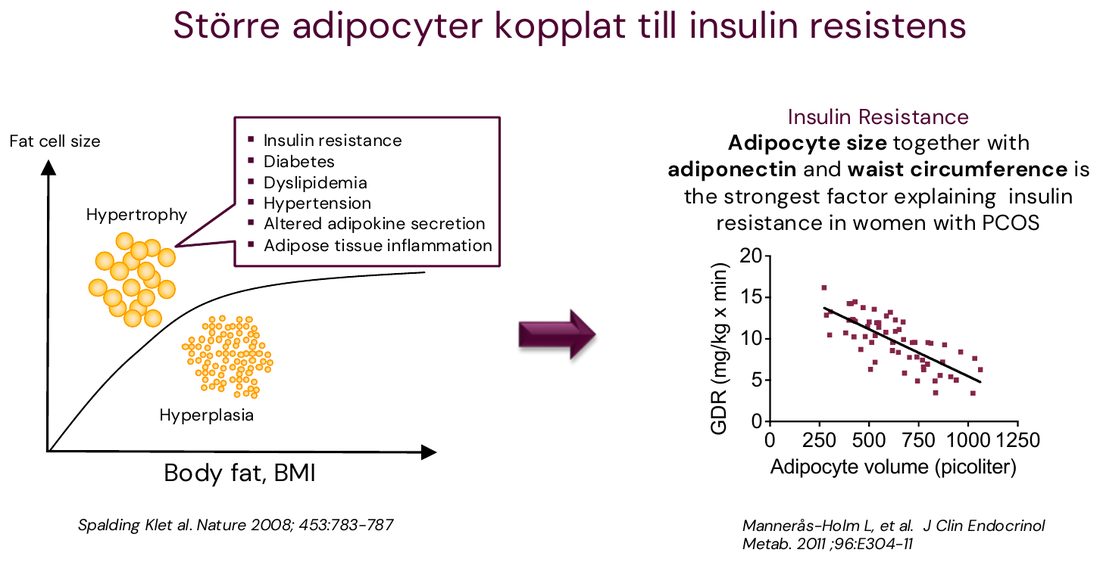 Större adipocyter kopplat till insulin resistens
Fat cell size
Hypertrophy
▪ Insulin resistance
▪ Diabetes
▪ Dyslipidemia
▪ Hypertension
▪ Altered adipokine secretion
▪ Adipose tissue inflammation
Hyperplasia
Body fat, BMI
Spalding Klet al. Nature 2008; 453:783-787
Insulin Resistance
Adipocyte size together with
adiponectin and waist circumference is
the strongest factor explaining insulin
resistance in women with PCOS
GDR (mg/kg x min)
20
15
10
5
0
0 250 500 750 1000 1250
Adipocyte volume (picoliter)
Mannerås-Holm L, et al. J Clin Endocrinol
Metab. 2011 ;96:E304-11